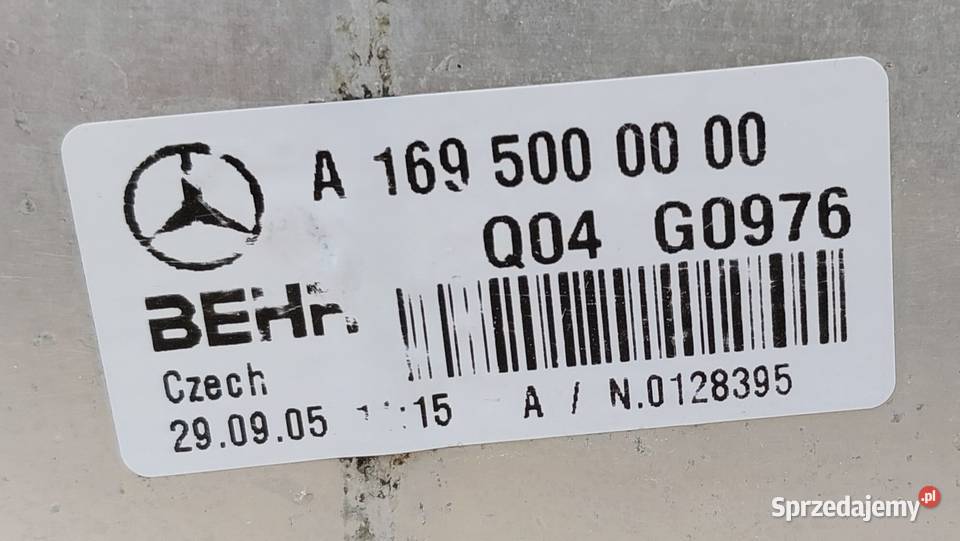 A 169 500 00 00
Q04 G0976
BEHR
Czech
29.09.05 :15 A / N.0128395
Sprzedajemy.pl